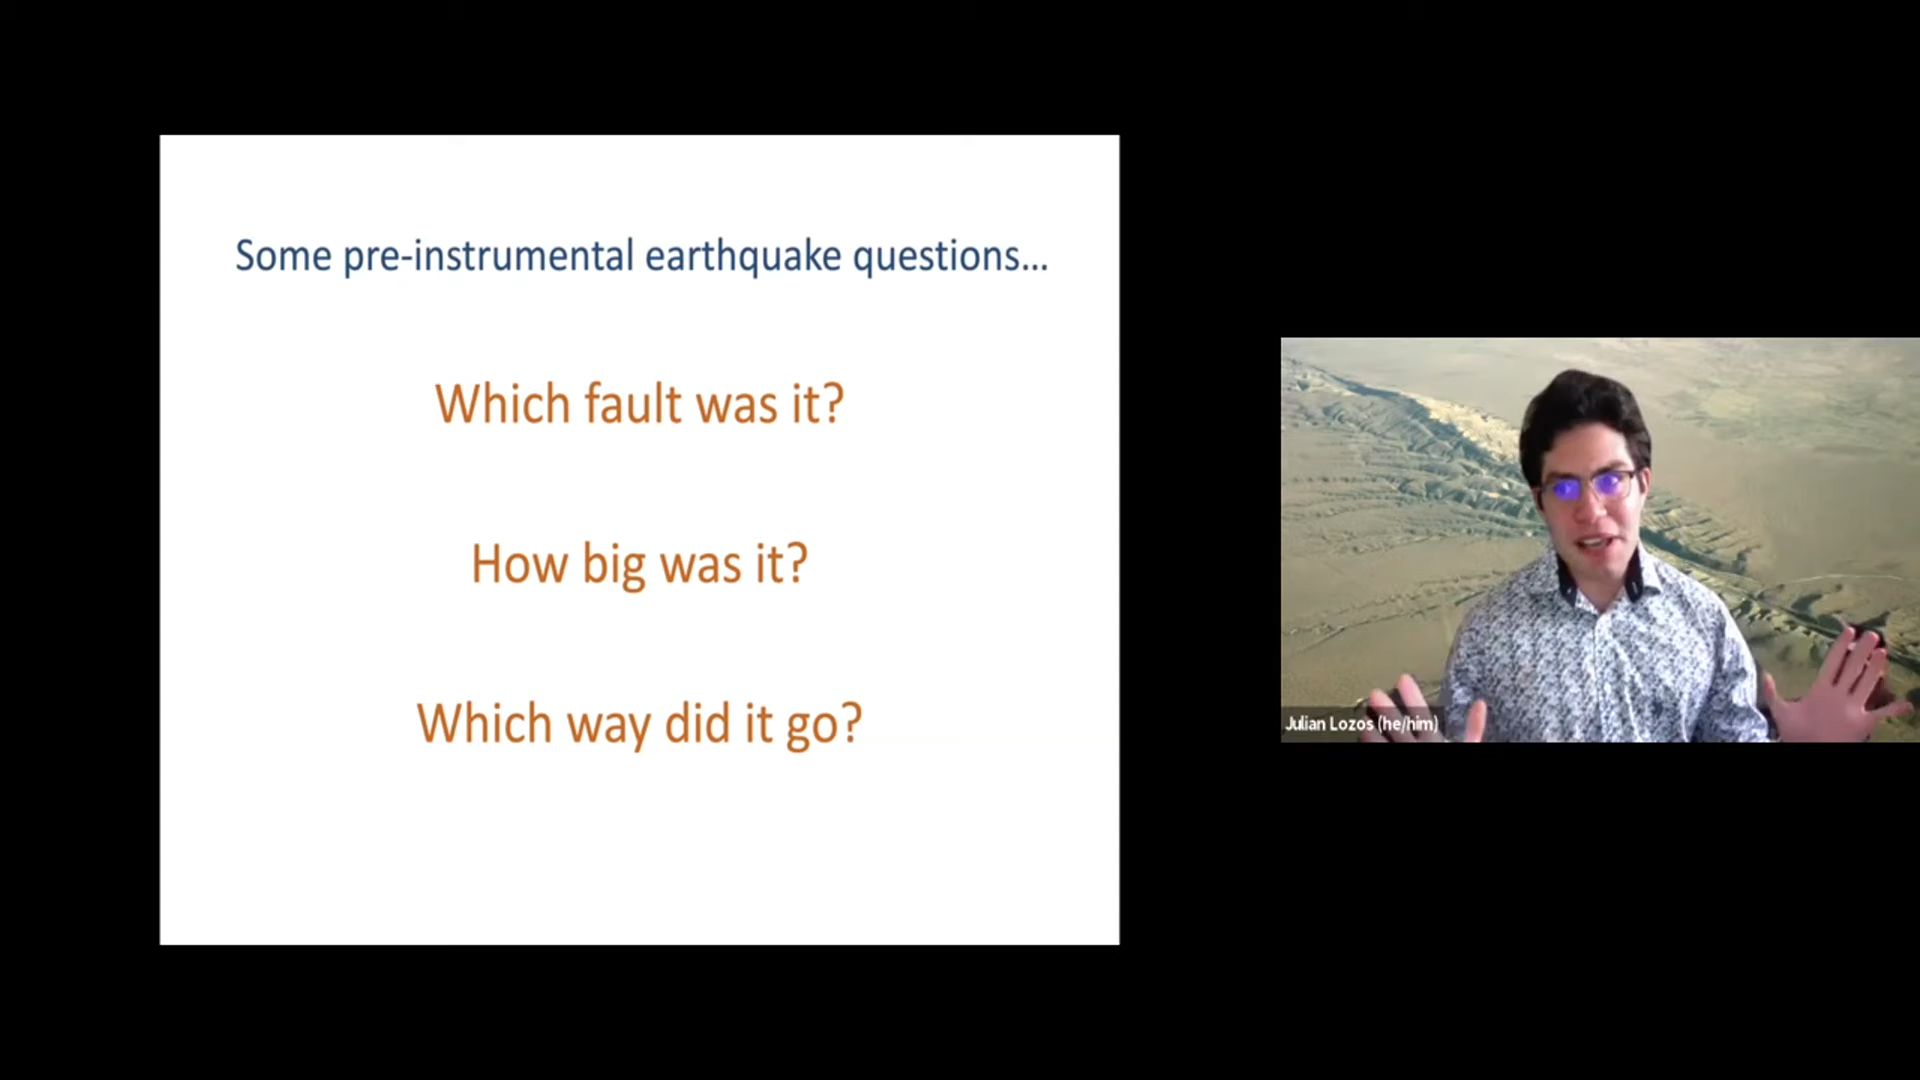 Some pre-instrumental earthquake questions...
Which fault was it?
How big was it?
Which way did it go?
Julian Lozos (he/him)